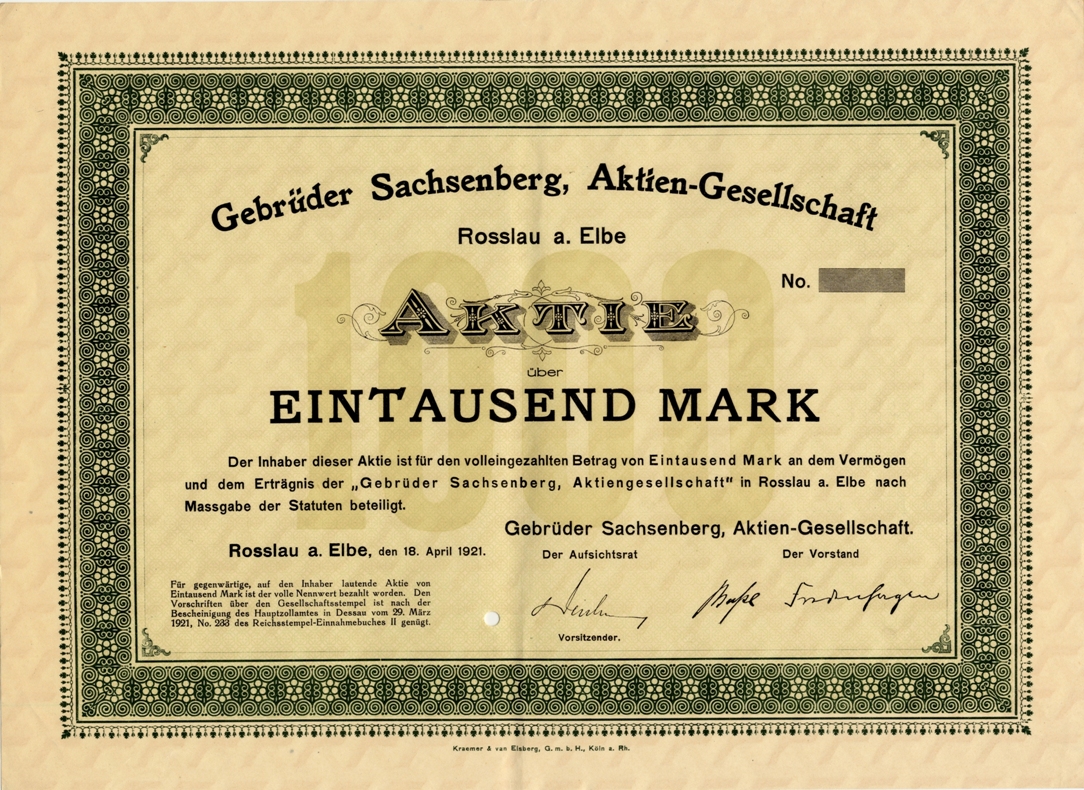 Gebrüder Sachsenberg, Aktien-Gesellschaft
Rosslau a. Elbe
No.
1000
AKTIE
über
EINTAUSEND MARK
Der Inhaber dieser Aktie ist für den volleingezahlten Betrag von Eintausend Mark an dem Vermögen
und dem Erträgnis der „Gebrüder Sachsenberg, Aktiengesellschaft“ in Rosslau a. Elbe nach
Massgabe der Statuten beteiligt.
Gebrüder Sachsenberg, Aktien-Gesellschaft.
Rosslau a. Elbe, den 18. April 1921.
Der Aufsichtsrat
Der Vorstand
Für gegenwärtige, auf den Inhaber lautende Aktie von
Eintausend Mark ist der volle Nennwert bezahlt worden. Den
Vorschriften über den Gesellschaftsstempel ist nach der
Bescheinigung des Hauptzollamtes in Dessau vom 29. März
1921, No. 233 des Reichsstempel-Einnahmebuches II genügt.
Vorsitzender.
Kraemer & van Elsberg, G. m. b. H., Köln a. Rh.